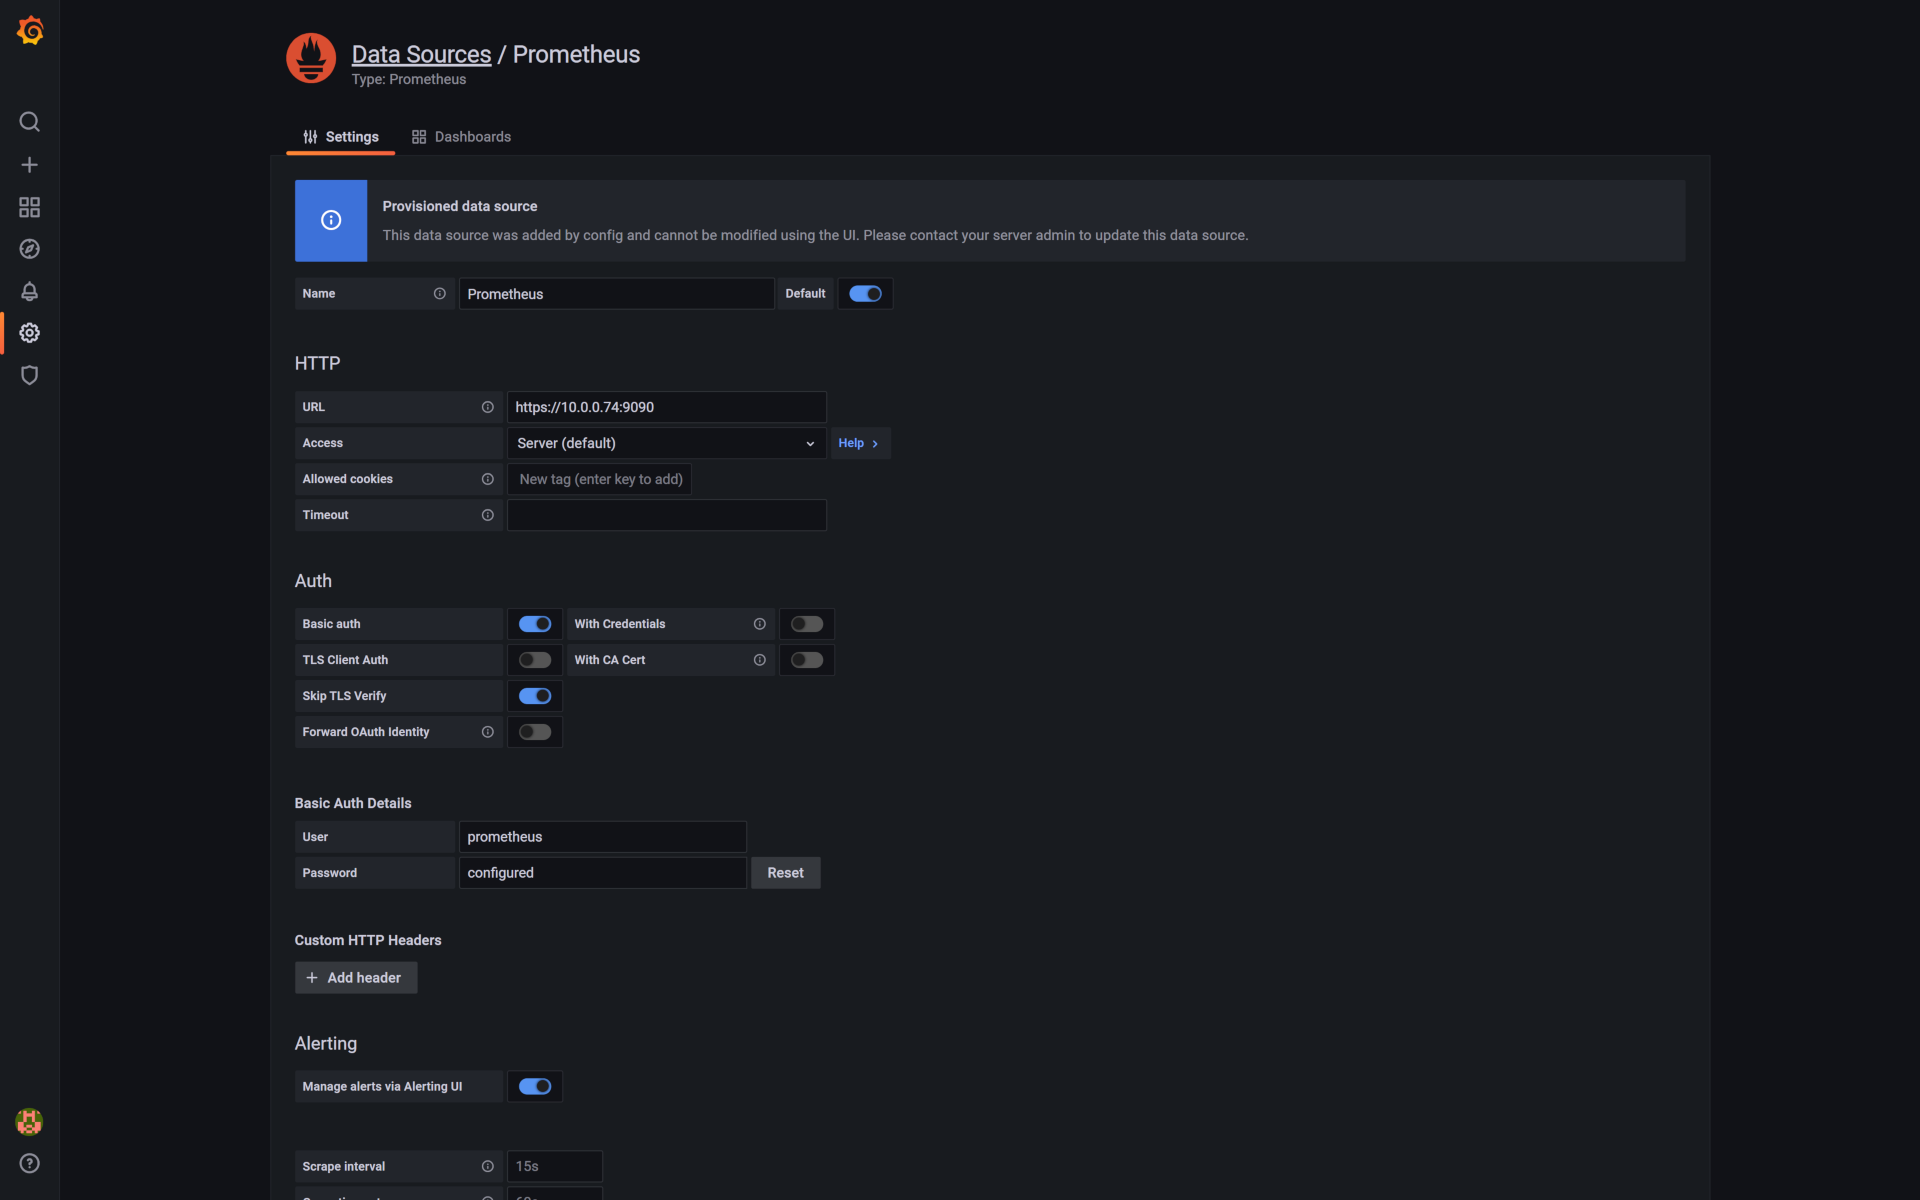 Data Sources / Prometheus
Type: Prometheus
Settings
Dashboards
Provisioned data source
This data source was added by config and cannot be modified using the UI. Please contact your server admin to update this data source.
Name
Prometheus
Default
HTTP
URL
https://10.0.0.74:9090
Access
Server (default)
Help
Allowed cookies
New tag (enter key to add)
Timeout
Auth
Basic auth
With Credentials
TLS Client Auth
With CA Cert
Skip TLS Verify
Forward OAuth Identity
Basic Auth Details
User
prometheus
Password
configured
Reset
Custom HTTP Headers
Add header
Alerting
Manage alerts via Alerting UI
Scrape interval
15s